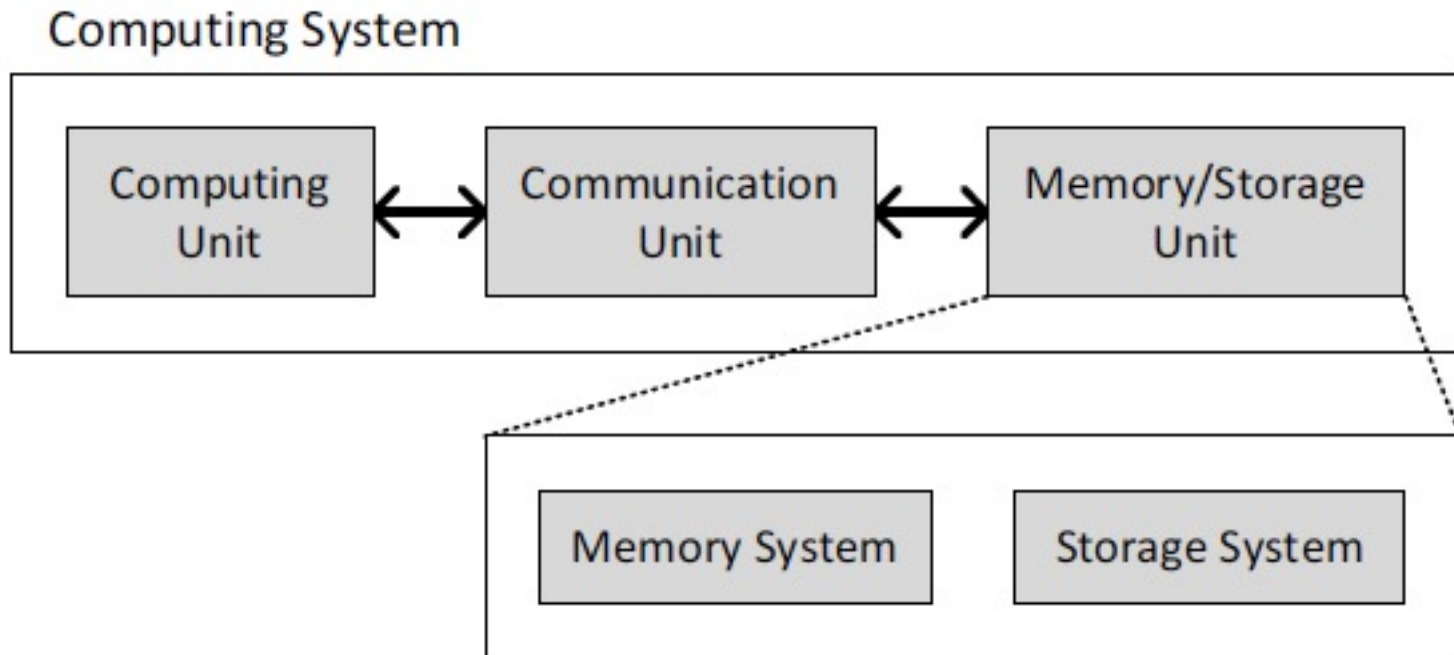 Computing System
Computing
Unit
Communication
Unit
Memory/Storage
Unit
Memory System
Storage System